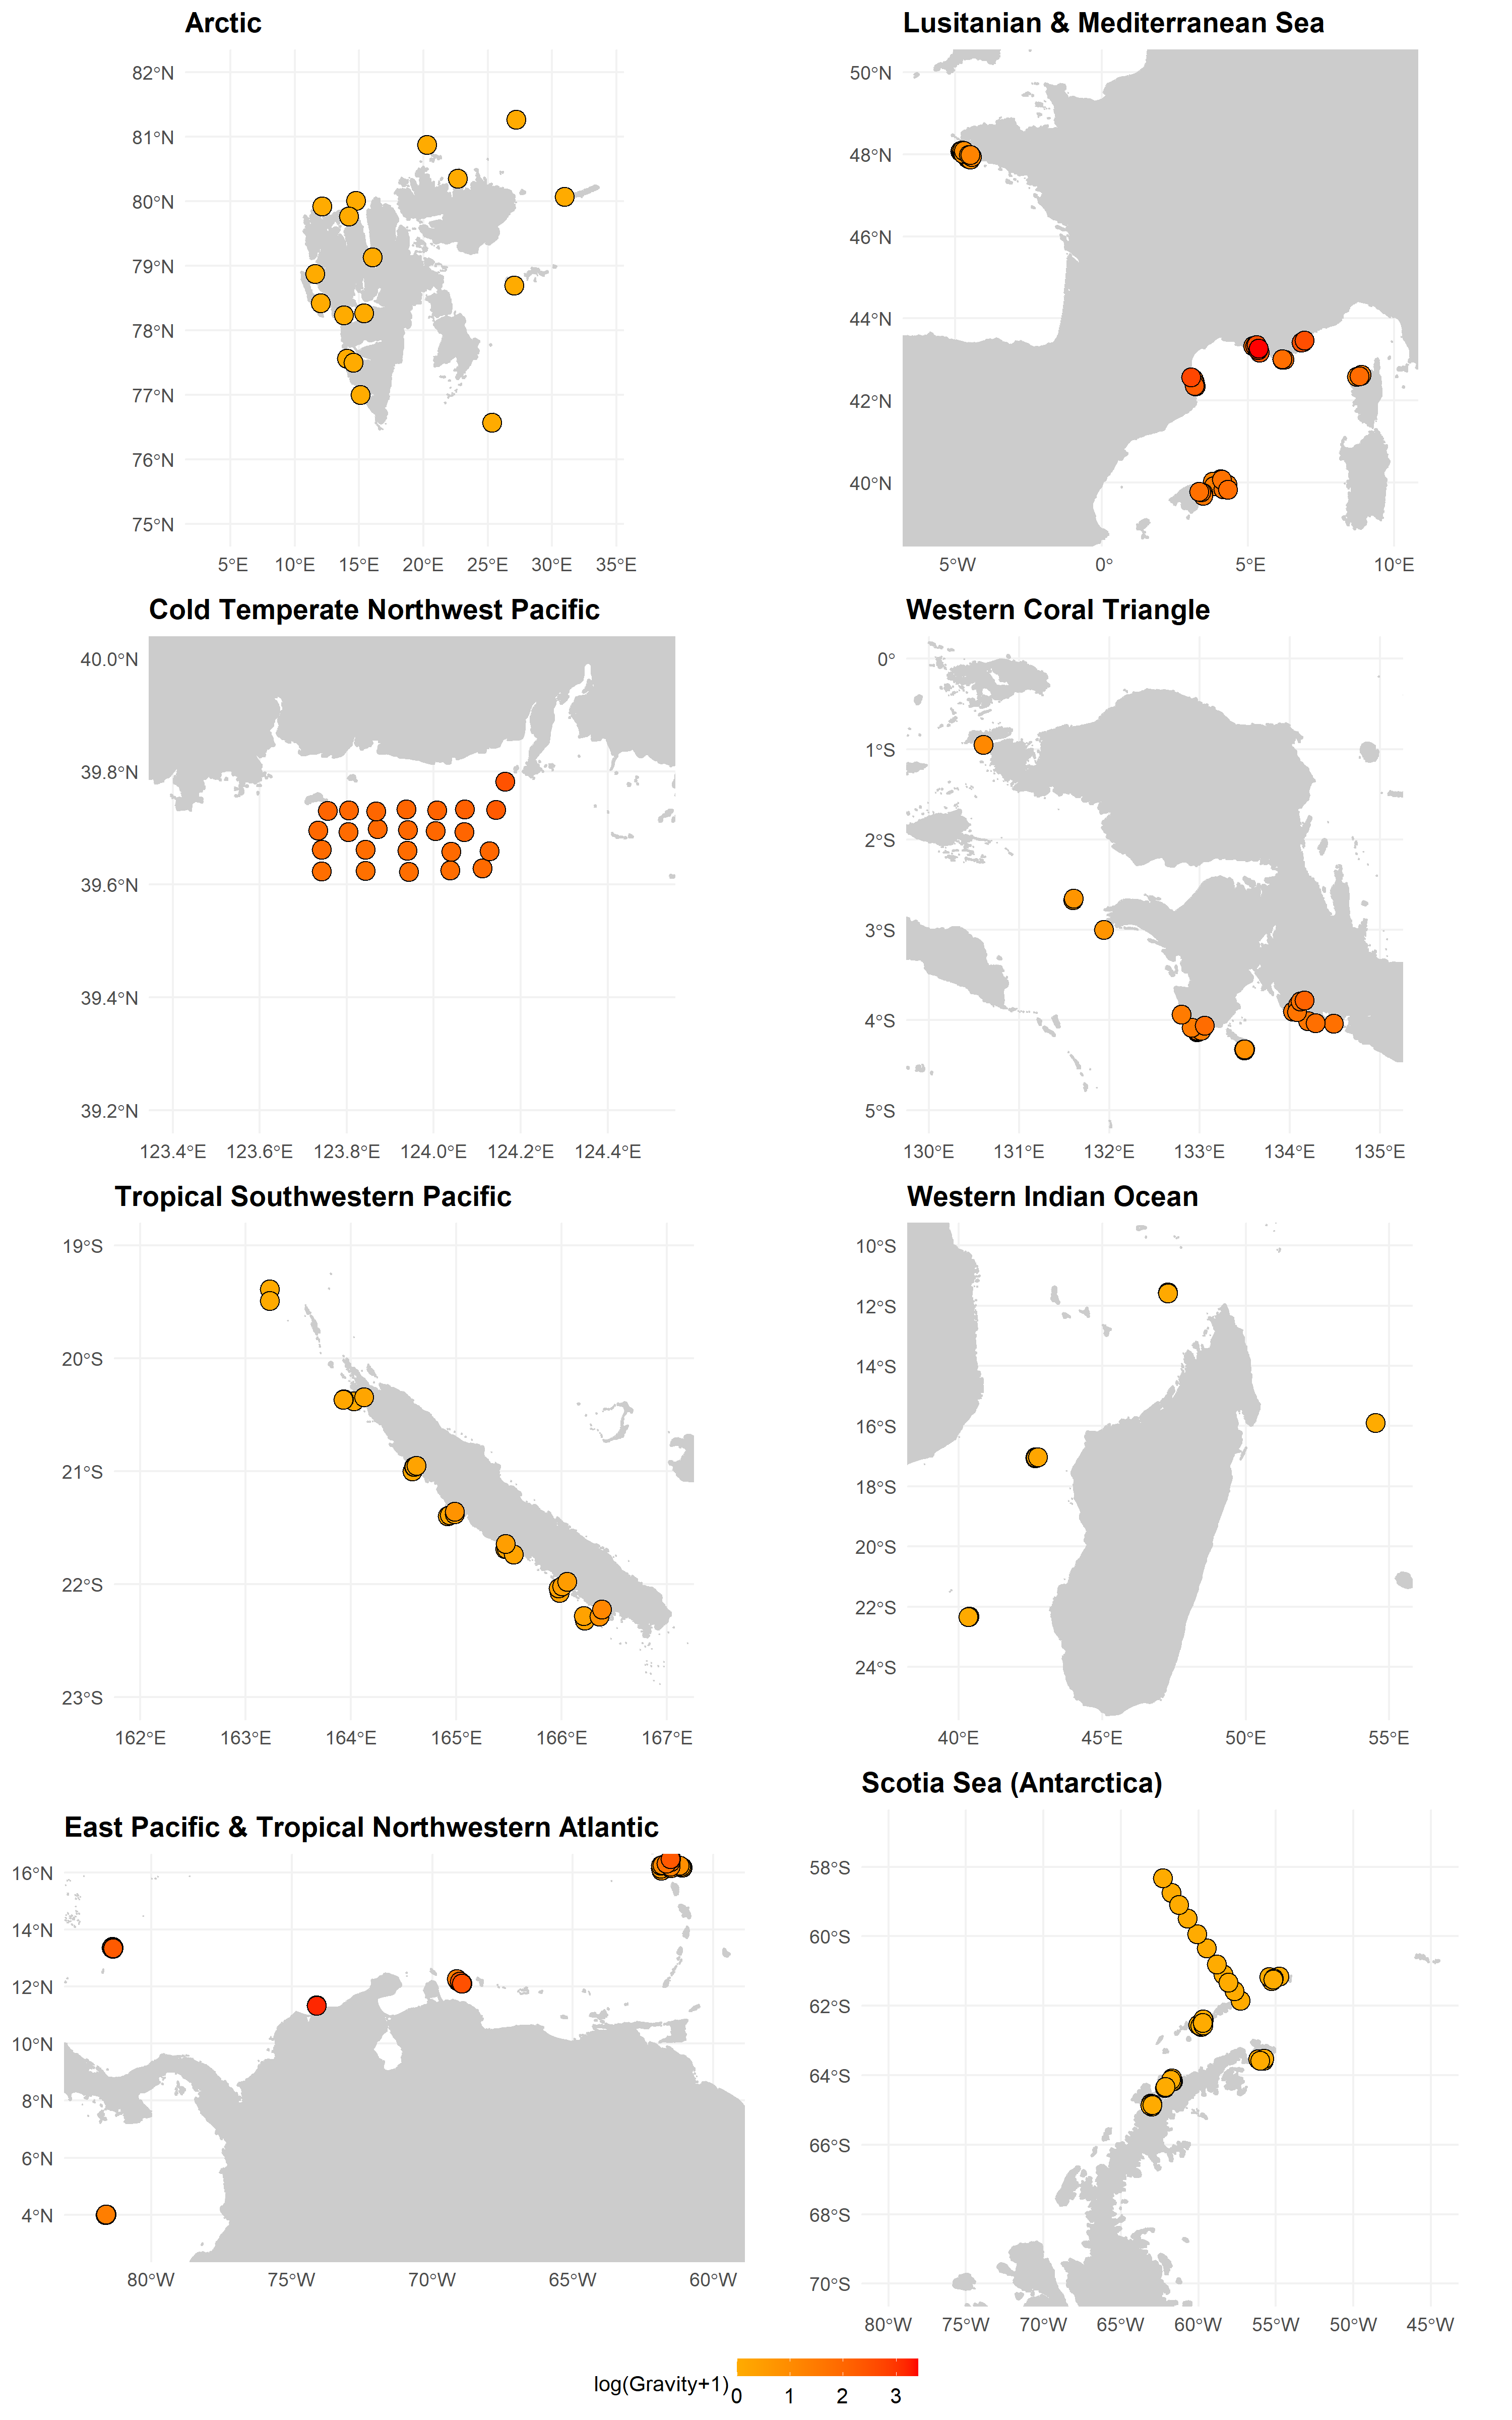 Arctic
82°N
81°N
80°N
79°N
78°N
77°N
76°N
75°N
5°E 10°E 15°E 20°E 25°E 30°E 35°E
Lusitanian & Mediterranean Sea
50°N
48°N
46°N
44°N
42°N
40°N
5°W 0° 5°E 10°E
Cold Temperate Northwest Pacific
40.0°N
39.8°N
39.6°N
39.4°N
39.2°N
123.4°E 123.6°E 123.8°E 124.0°E 124.2°E 124.4°E
Western Coral Triangle
0°
1°S
2°S
3°S
4°S
5°S
130°E 131°E 132°E 133°E 134°E 135°E
Tropical Southwestern Pacific
19°S
20°S
21°S
22°S
23°S
162°E 163°E 164°E 165°E 166°E 167°E
Western Indian Ocean
10°S
12°S
14°S
16°S
18°S
20°S
22°S
24°S
40°E 45°E 50°E 55°E
East Pacific & Tropical Northwestern Atlantic
16°N
14°N
12°N
10°N
8°N
6°N
4°N
80°W 75°W 70°W 65°W 60°W
Scotia Sea (Antarctica)
58°S
60°S
62°S
64°S
66°S
68°S
70°S
80°W 75°W 70°W 65°W 60°W 55°W 50°W 45°W
log(Gravity+1)
0 1 2 3